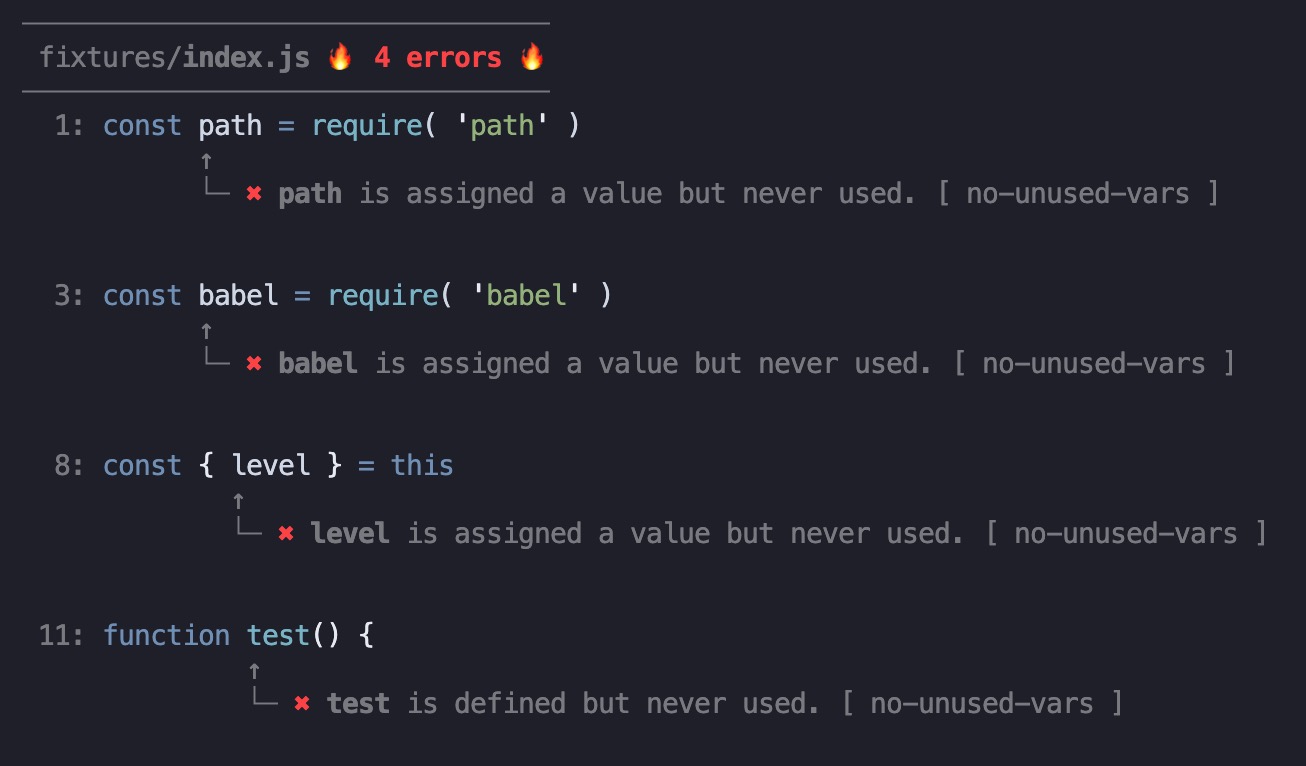 fixtures/index.js 🔥 4 errors 🔥
1: const path = require( 'path' )
↑
└─ ✖ path is assigned a value but never used. [ no-unused-vars ]
3: const babel = require( 'babel' )
↑
└─ ✖ babel is assigned a value but never used. [ no-unused-vars ]
8: const { level } = this
↑
└─ ✖ level is assigned a value but never used. [ no-unused-vars ]
11: function test() {
↑
└─ ✖ test is defined but never used. [ no-unused-vars ]